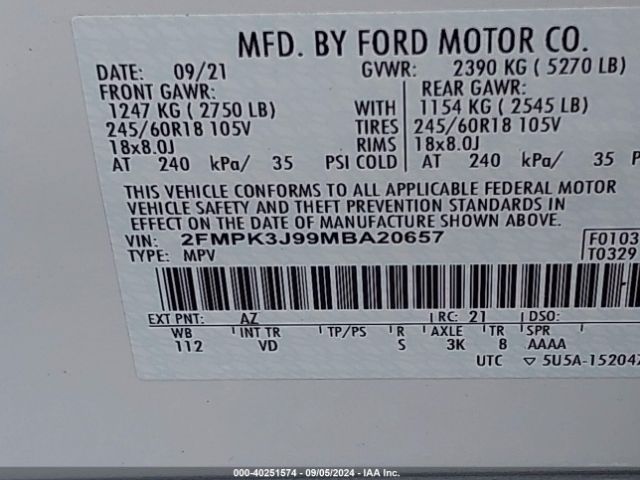 MFD. BY FORD MOTOR CO.
DATE: 09/21 GVWR: 2390 KG ( 5270 LB)
FRONT GAWR: REAR GAWR:
1247 KG ( 2750 LB) WITH 1154 KG ( 2545 LB)
245/60R18 105V TIRES 245/60R18 105V
18x8.0J RIMS 18x8.0J
AT 240 kPa/ 35 PSI COLD AT 240 kPa/ 35 P
THIS VEHICLE CONFORMS TO ALL APPLICABLE FEDERAL MOTOR
VEHICLE SAFETY AND THEFT PREVENTION STANDARDS IN
EFFECT ON THE DATE OF MANUFACTURE SHOWN ABOVE.
VIN: 2FMPK3J99MBA20657 F0103
TYPE: MPV T0329
EXT PNT: AZ RC: 21 DSO:
WB INT TR TP/PS R AXLE TR SPR
112 VD S 3K 8 AAAA
UTC ▽ 5U5A-15204
000-40251574 - 09/05/2024 - IAA Inc.